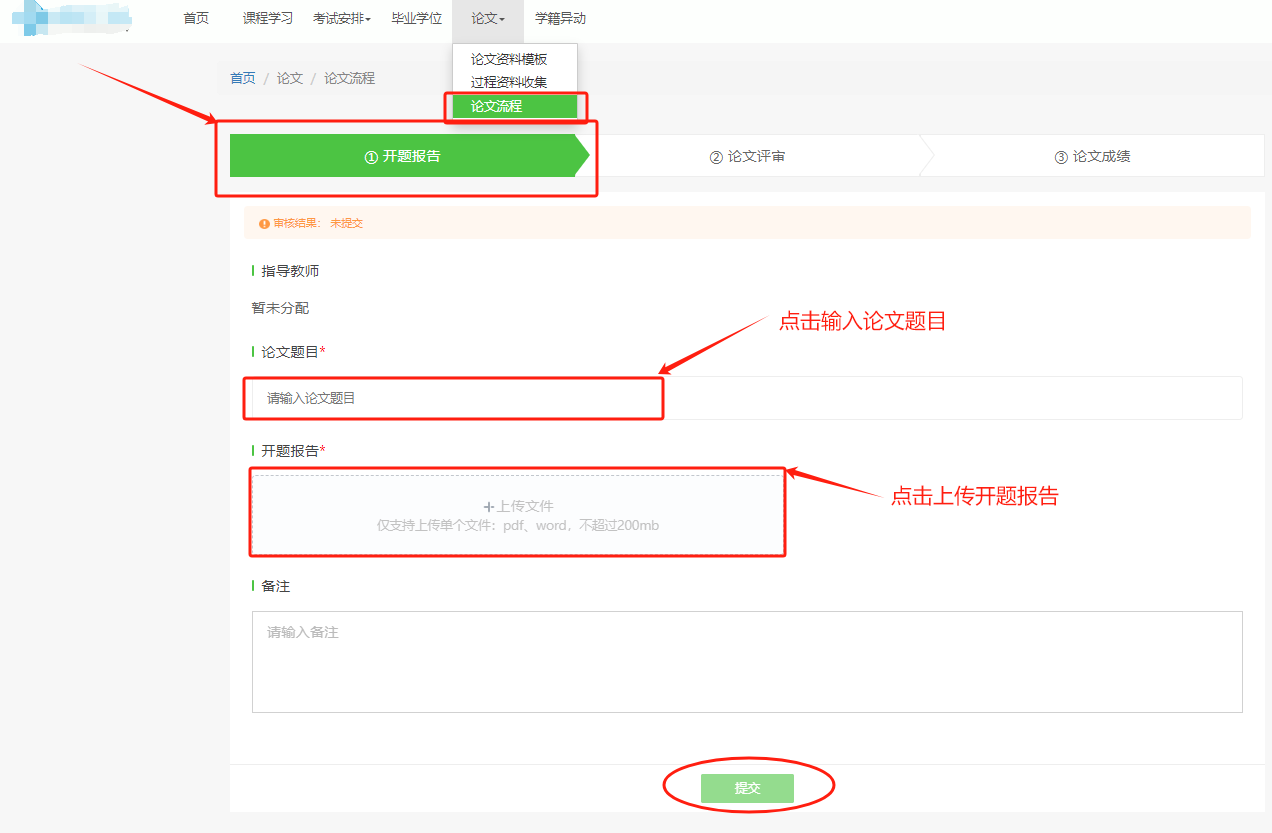 首页 课程学习 考试安排 毕业学位 论文 学籍异动
论文资料模板
过程资料收集
论文流程
首页 / 论文 / 论文流程
① 开题报告 ② 论文评审 ③ 论文成绩
审核结果： 未提交
指导教师
暂未分配
点击输入论文题目
论文题目*
请输入论文题目
开题报告*
点击上传开题报告
+上传文件
仅支持上传单个文件：pdf、word，不超过200mb
备注
请输入备注
提交